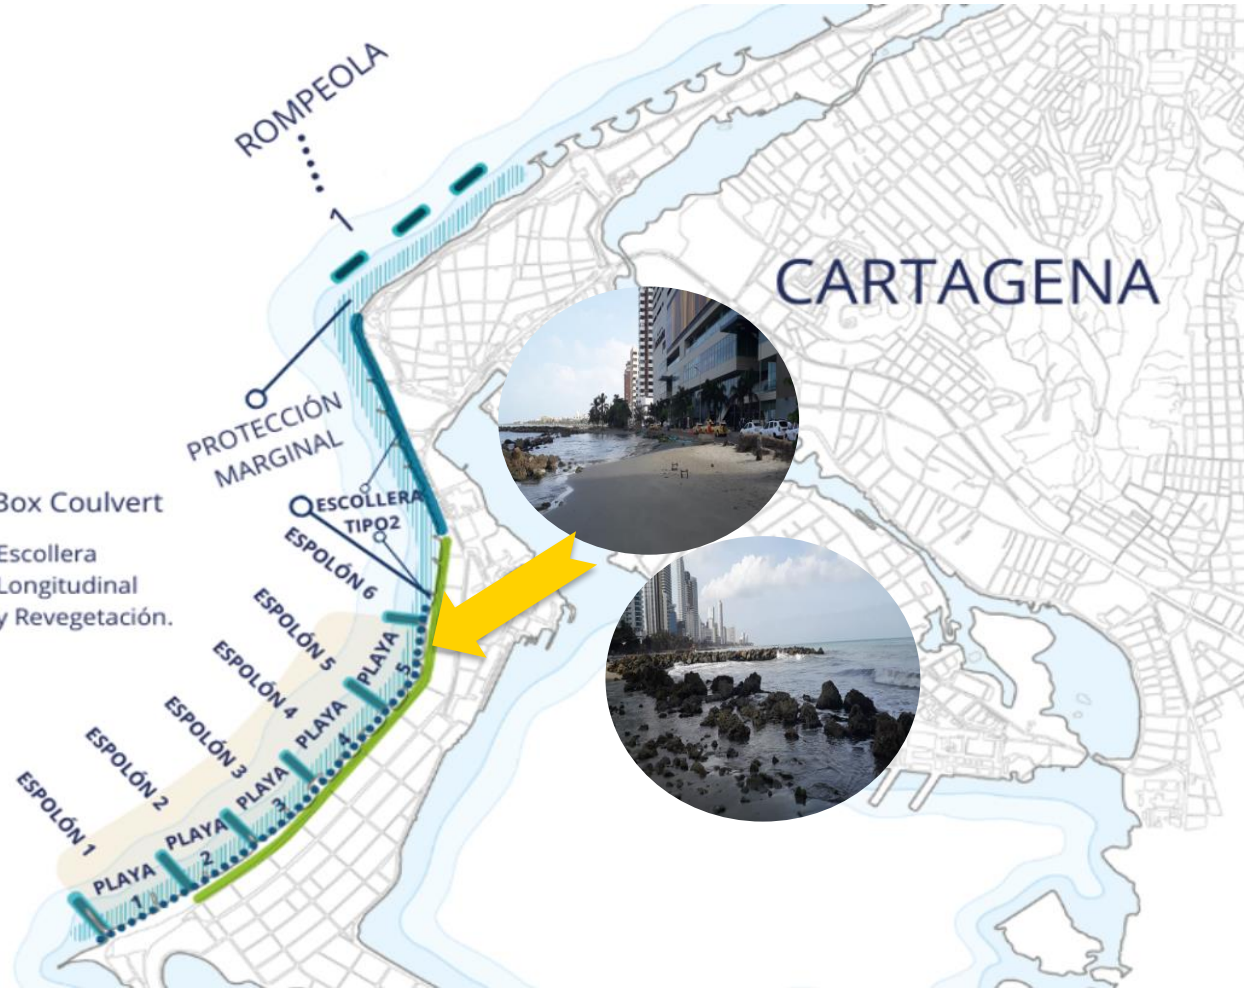 ROMPEOLA
1
CARTAGENA
PROTECCIÓN
MARGINAL
Box Coulvert
Escollera
Longitudinal
y Revegetación.
ESCOLLERA
TIPO2
ESPOLÓN 6
ESPOLÓN 5
ESPOLÓN 4
ESPOLÓN 3
ESPOLÓN 2
ESPOLÓN 1
PLAYA
5
PLAYA
4
PLAYA
3
PLAYA
2
PLAYA
1